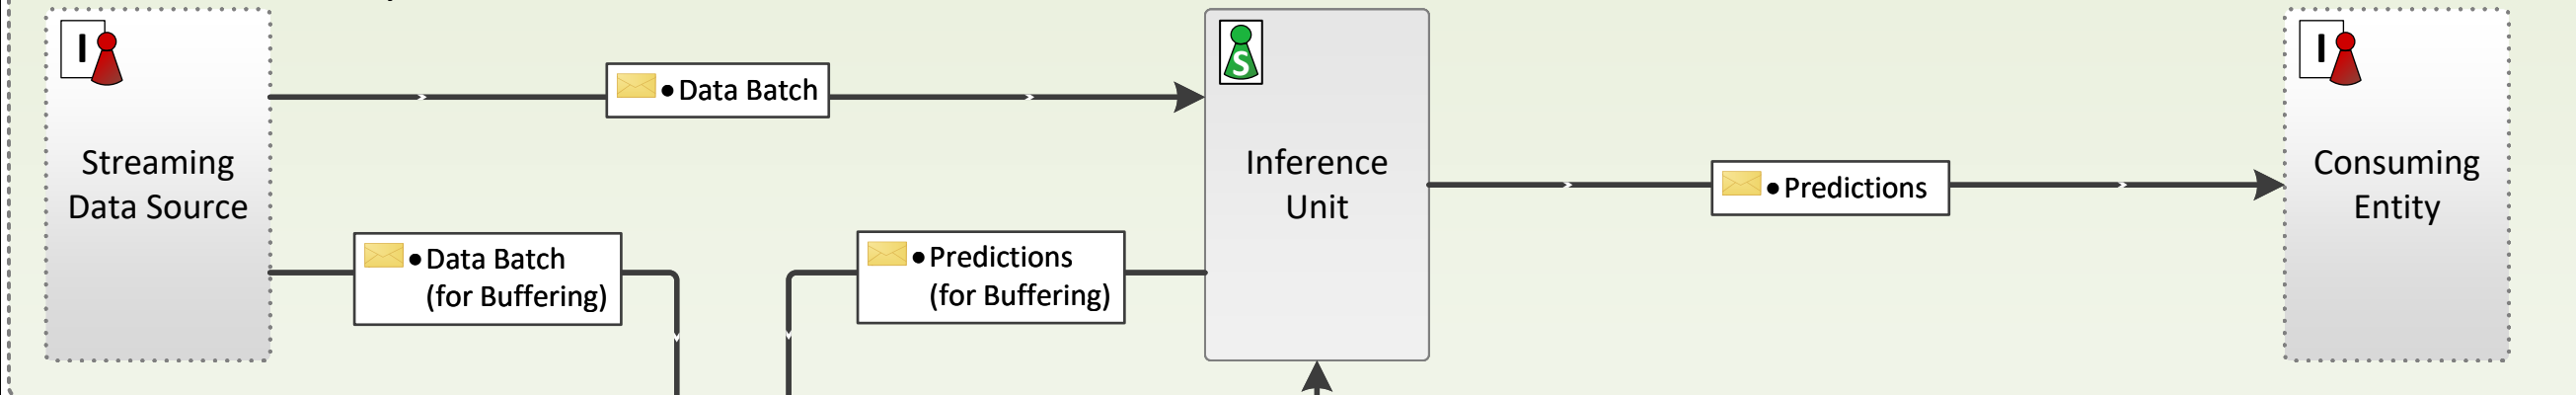 I
Streaming
Data Source
• Data Batch
• Data Batch
(for Buffering)
• Predictions
(for Buffering)
S
Inference
Unit
• Predictions
I
Consuming
Entity